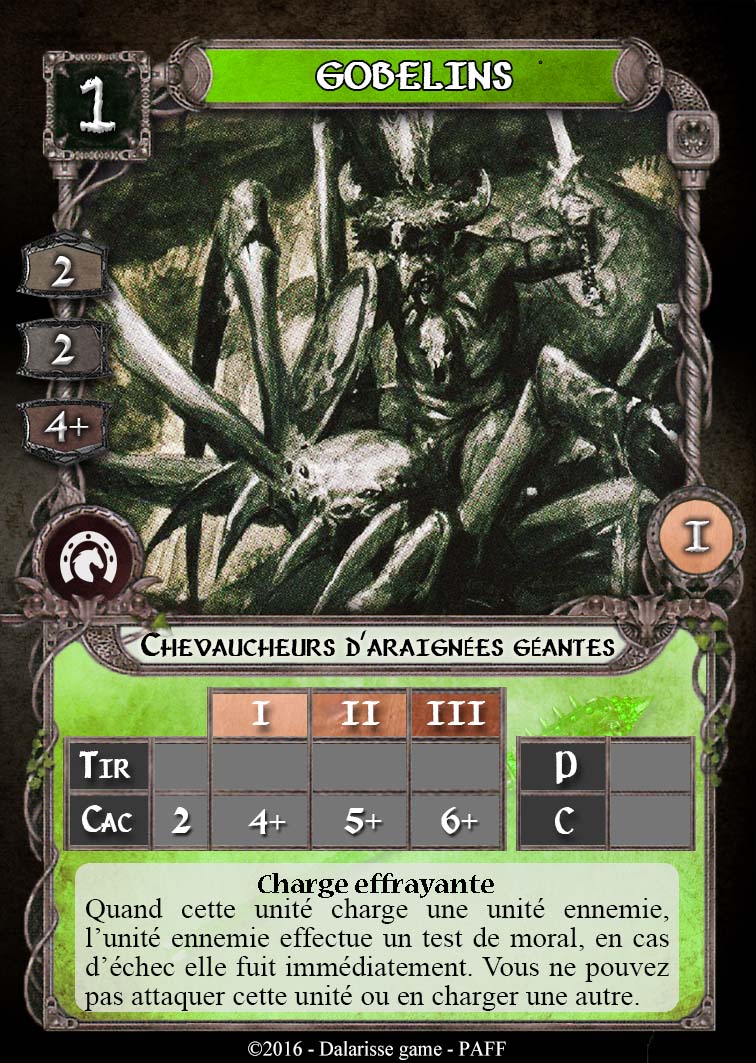 GOBELINS
1
2
2
4+
I
Chevaucheurs d'araignées géantes
I II III
Tir
D
Cac 2 4+ 5+ 6+
C
Charge effrayante
Quand cette unité charge une unité ennemie,
l'unité ennemie effectue un test de moral, en cas
d'échec elle fuit immédiatement. Vous ne pouvez
pas attaquer cette unité ou en charger une autre.
©2016 - Dalarisse game - PAFF